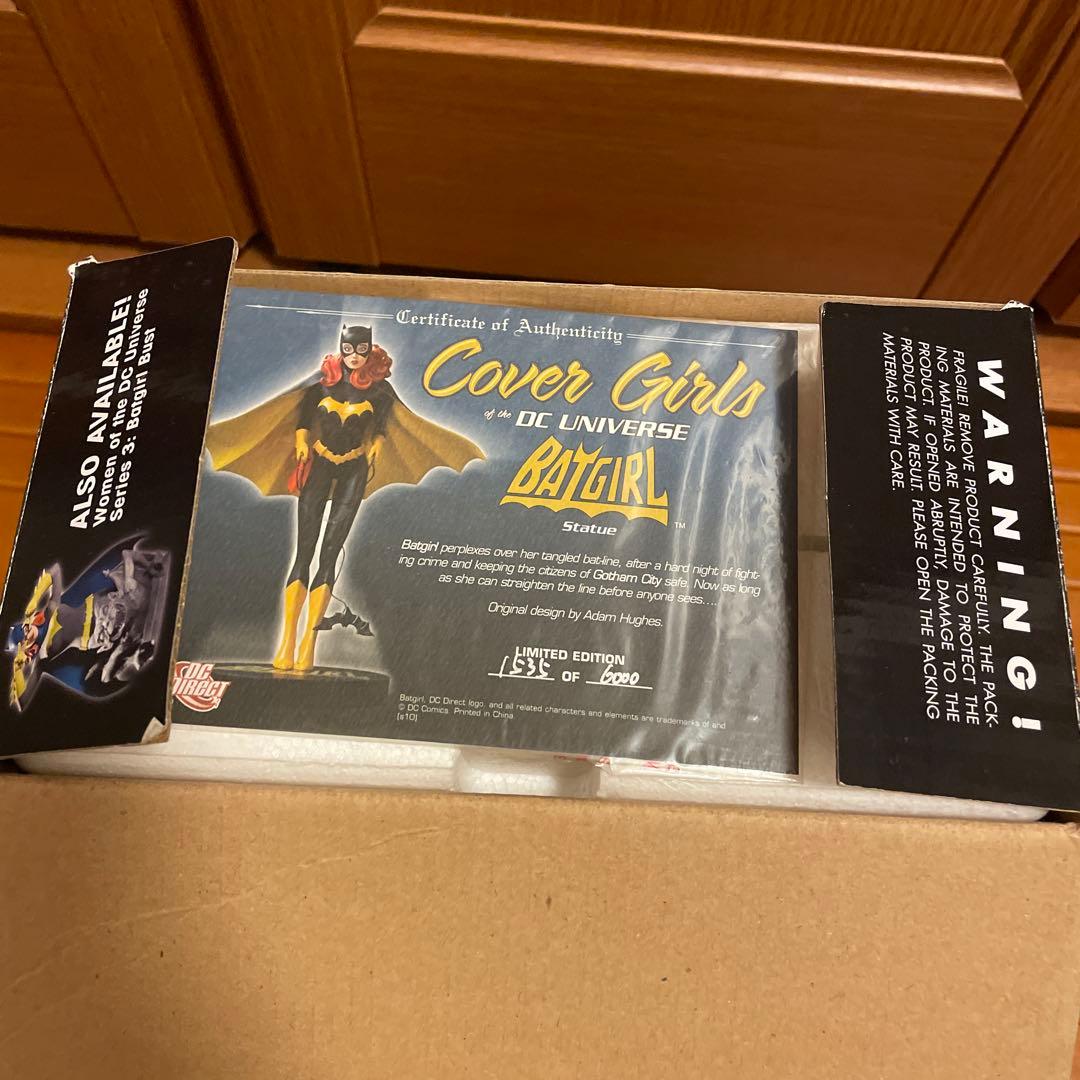 ALSO AVAILABLE!
Women of the DC Universe
Series 3: Batgirl Bust
Certificate of Authenticity
Cover Girls
of the DC UNIVERSE
BATGIRL
TM
Statue
Batgirl perplexes over her tangled bat-line, after a hard night of fight-
ing crime and keeping the citizens of Gotham City safe. Now as long
as she can straighten the line before anyone sees....
Original design by Adam Hughes.
LIMITED EDITION
1535 OF 6000
DC
DIRECT
Batgirl, DC Direct logo, and all related characters and elements are trademarks of and
© DC Comics. Printed in China.
(s10)
WARNING!
FRAGILE! REMOVE PRODUCT CAREFULLY. THE PACK-
ING MATERIALS ARE INTENDED TO PROTECT THE
PRODUCT. IF OPENED ABRUPTLY, DAMAGE TO THE
PRODUCT MAY RESULT. PLEASE OPEN THE PACKING
MATERIALS WITH CARE.